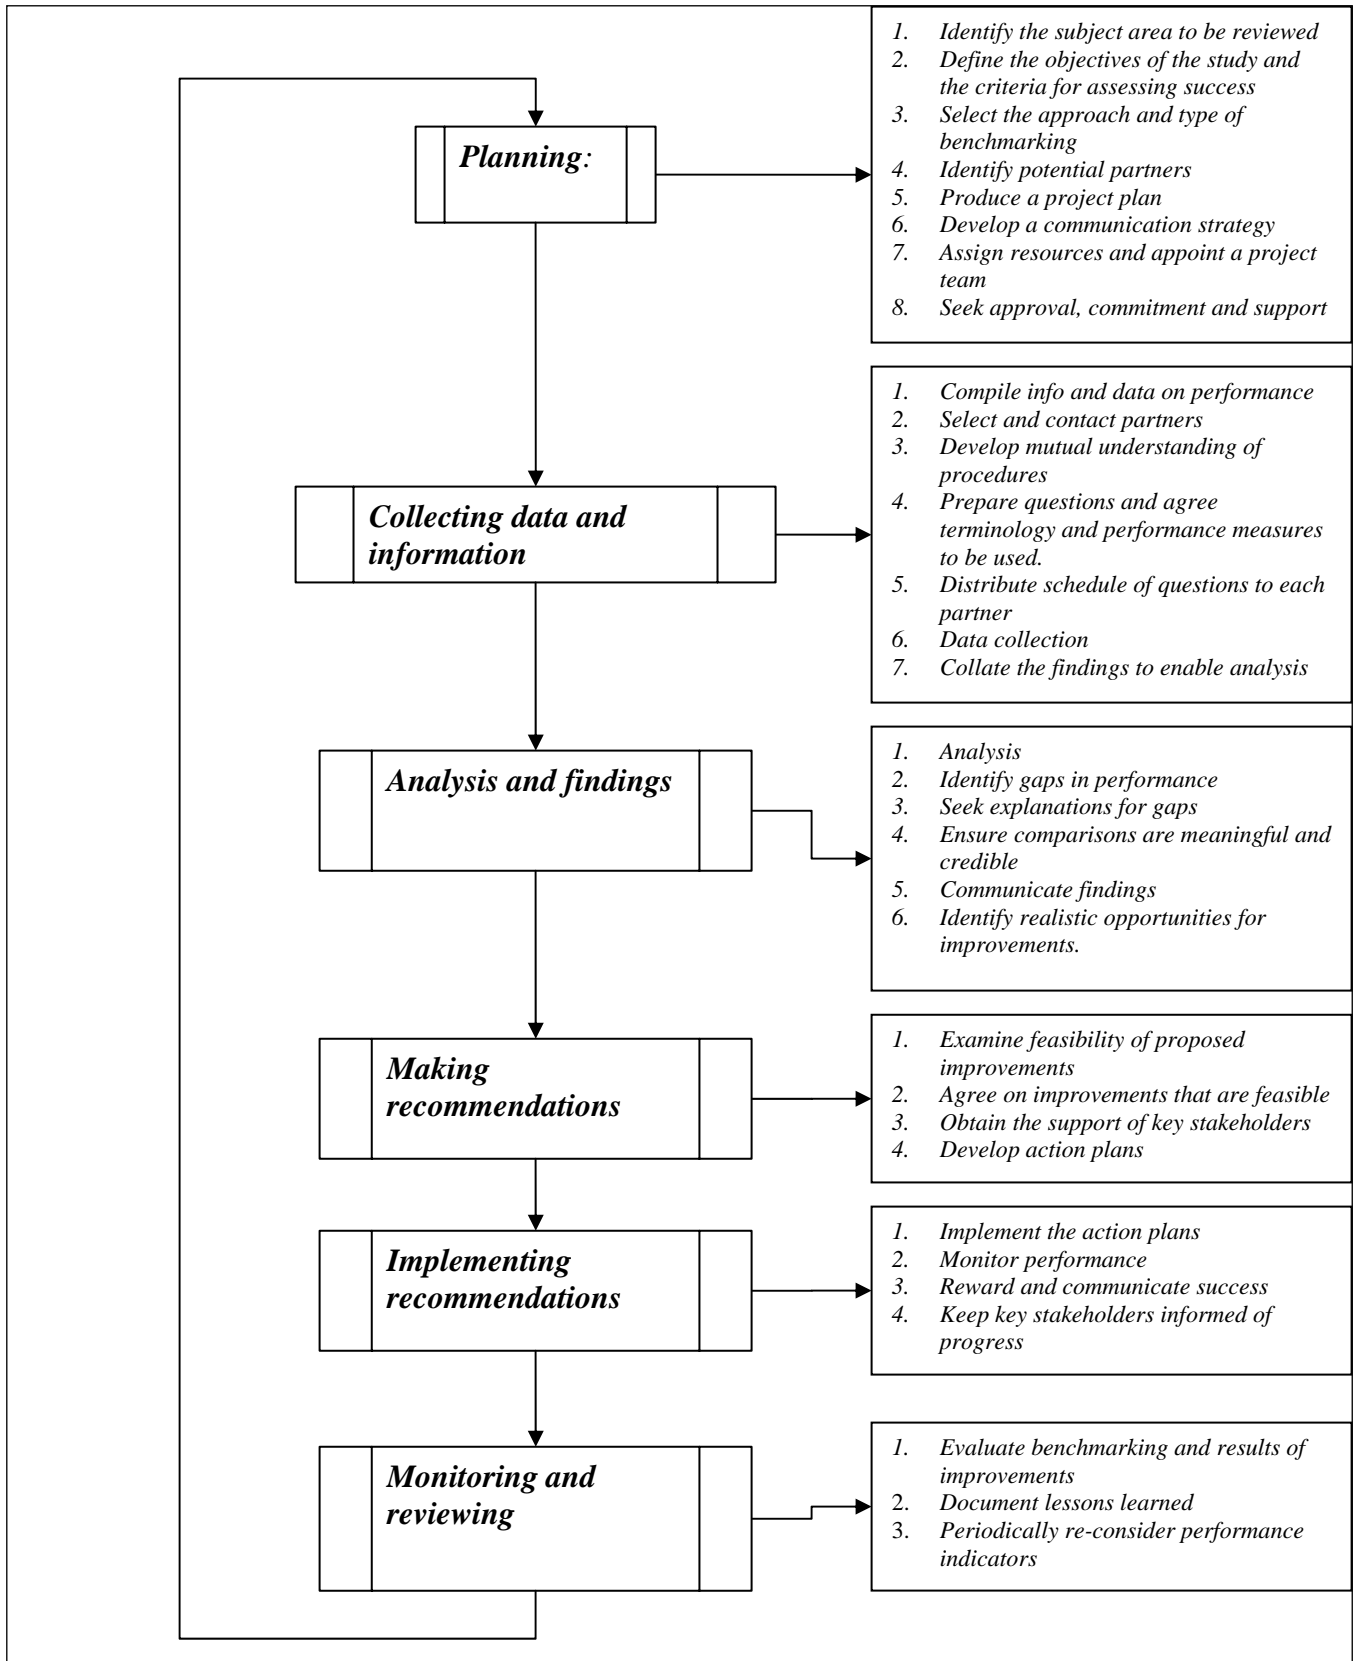 Planning:
1. Identify the subject area to be reviewed
2. Define the objectives of the study and
the criteria for assessing success
3. Select the approach and type of
benchmarking
4. Identify potential partners
5. Produce a project plan
6. Develop a communication strategy
7. Assign resources and appoint a project
team
8. Seek approval, commitment and support
Collecting data and
information
1. Compile info and data on performance
2. Select and contact partners
3. Develop mutual understanding of
procedures
4. Prepare questions and agree
terminology and performance measures
to be used.
5. Distribute schedule of questions to each
partner
6. Data collection
7. Collate the findings to enable analysis
Analysis and findings
1. Analysis
2. Identify gaps in performance
3. Seek explanations for gaps
4. Ensure comparisons are meaningful and
credible
5. Communicate findings
6. Identify realistic opportunities for
improvements.
Making
recommendations
1. Examine feasibility of proposed
improvements
2. Agree on improvements that are feasible
3. Obtain the support of key stakeholders
4. Develop action plans
Implementing
recommendations
1. Implement the action plans
2. Monitor performance
3. Reward and communicate success
4. Keep key stakeholders informed of
progress
Monitoring and
reviewing
1. Evaluate benchmarking and results of
improvements
2. Document lessons learned
3. Periodically re-consider performance
indicators